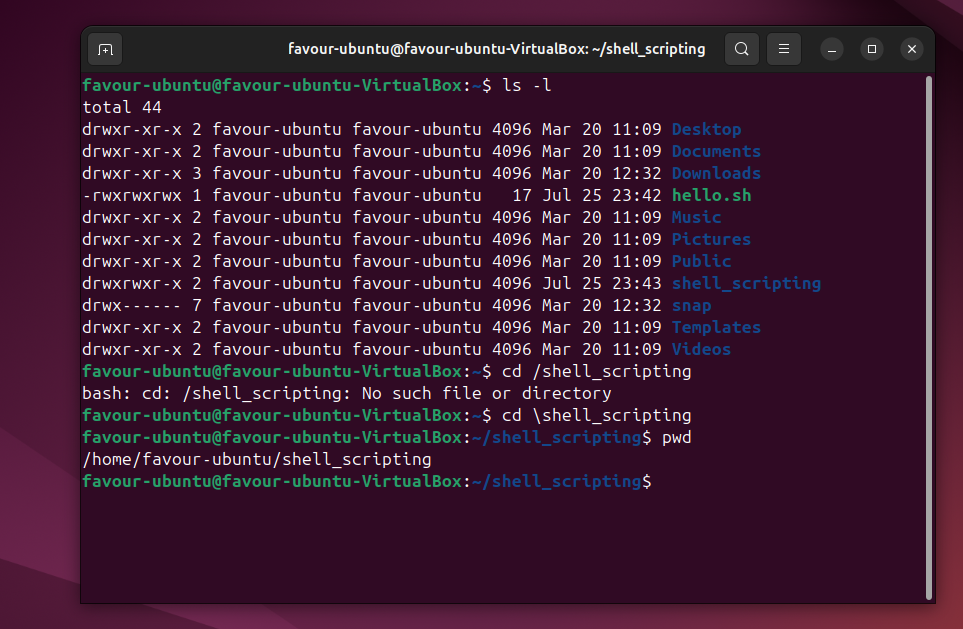 favour-ubuntu@favour-ubuntu-VirtualBox: ~/shell_scripting
favour-ubuntu@favour-ubuntu-VirtualBox:~$ ls -l
total 44
drwxr-xr-x 2 favour-ubuntu favour-ubuntu 4096 Mar 20 11:09 Desktop
drwxr-xr-x 2 favour-ubuntu favour-ubuntu 4096 Mar 20 11:09 Documents
drwxr-xr-x 3 favour-ubuntu favour-ubuntu 4096 Mar 20 12:32 Downloads
-rwxrwxrwx 1 favour-ubuntu favour-ubuntu   17 Jul 25 23:42 hello.sh
drwxr-xr-x 2 favour-ubuntu favour-ubuntu 4096 Mar 20 11:09 Music
drwxr-xr-x 2 favour-ubuntu favour-ubuntu 4096 Mar 20 11:09 Pictures
drwxr-xr-x 2 favour-ubuntu favour-ubuntu 4096 Mar 20 11:09 Public
drwxrwxr-x 2 favour-ubuntu favour-ubuntu 4096 Jul 25 23:43 shell_scripting
drwx------ 7 favour-ubuntu favour-ubuntu 4096 Mar 20 12:32 snap
drwxr-xr-x 2 favour-ubuntu favour-ubuntu 4096 Mar 20 11:09 Templates
drwxr-xr-x 2 favour-ubuntu favour-ubuntu 4096 Mar 20 11:09 Videos
favour-ubuntu@favour-ubuntu-VirtualBox:~$ cd /shell_scripting
bash: cd: /shell_scripting: No such file or directory
favour-ubuntu@favour-ubuntu-VirtualBox:~$ cd \shell_scripting
favour-ubuntu@favour-ubuntu-VirtualBox:~/shell_scripting$ pwd
/home/favour-ubuntu/shell_scripting
favour-ubuntu@favour-ubuntu-VirtualBox:~/shell_scripting$